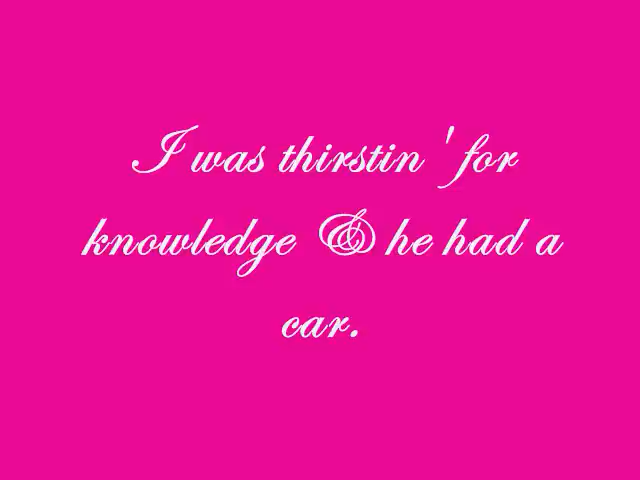 I was thirstin' for
knowledge & he had a
car.